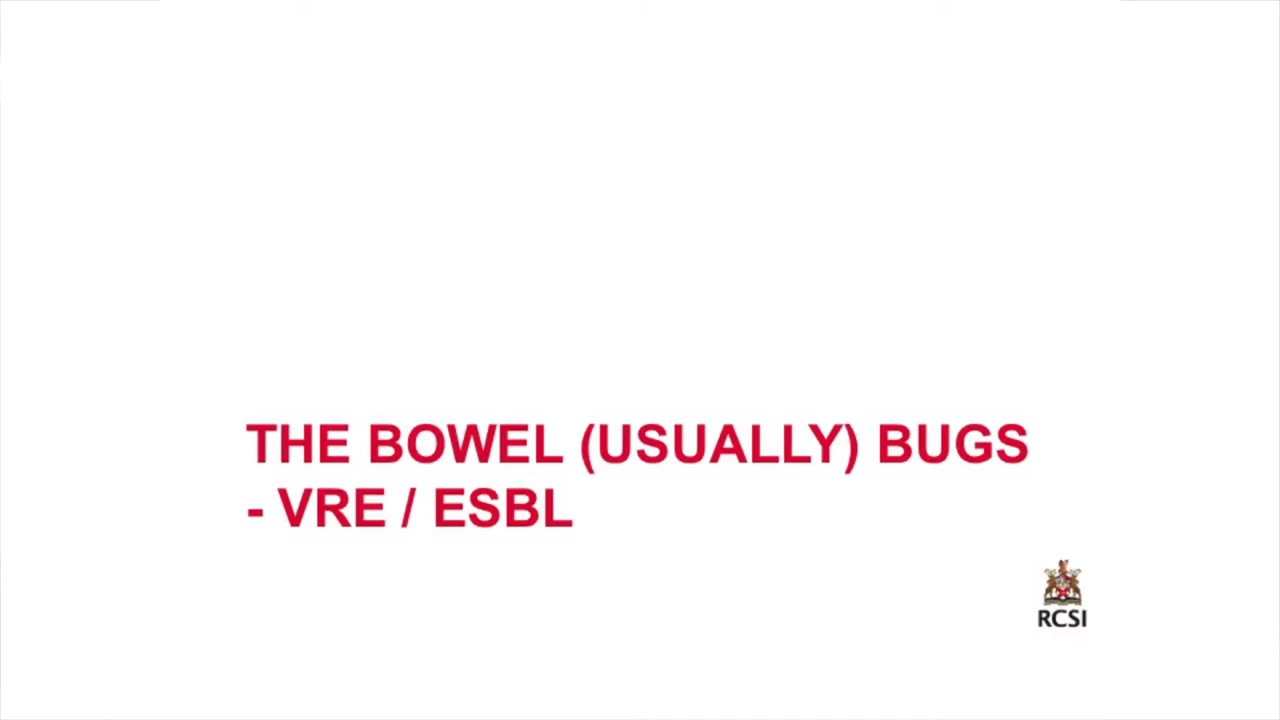 THE BOWEL (USUALLY) BUGS
- VRE / ESBL
RCSI